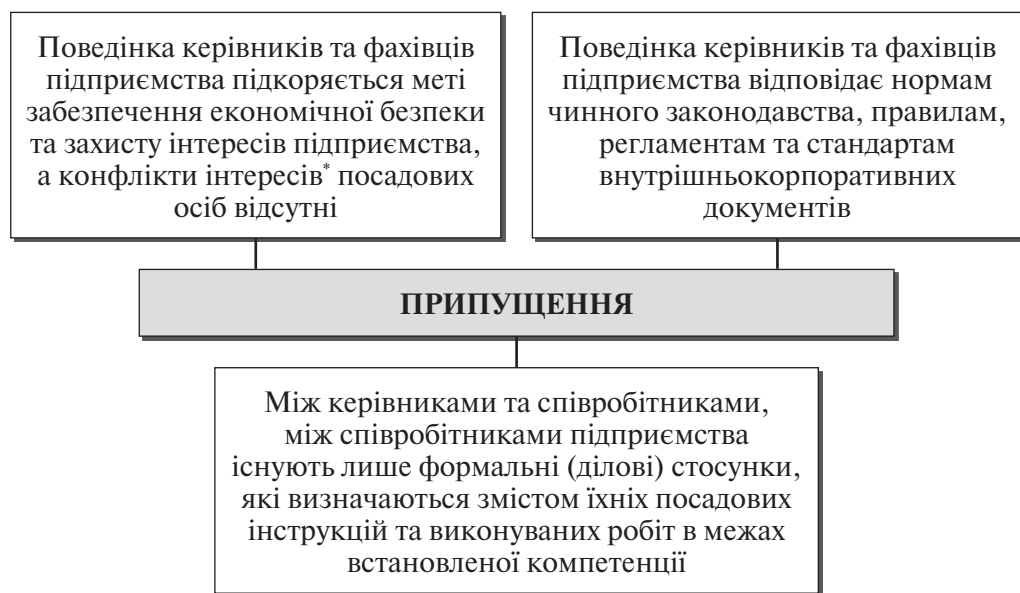 Поведінка керівників та фахівців
підприємства підкоряється меті
забезпечення економічної безпеки
та захисту інтересів підприємства,
а конфлікти інтересів* посадових
осіб відсутні
Поведінка керівників та фахівців
підприємства відповідає нормам
чинного законодавства, правилам,
регламентам та стандартам
внутрішньокорпоративних
документів
ПРИПУЩЕННЯ
Між керівниками та співробітниками,
між співробітниками підприємства
існують лише формальні (ділові) стосунки,
які визначаються змістом їхніх посадових
інструкцій та виконуваних робіт в межах
встановленої компетенції